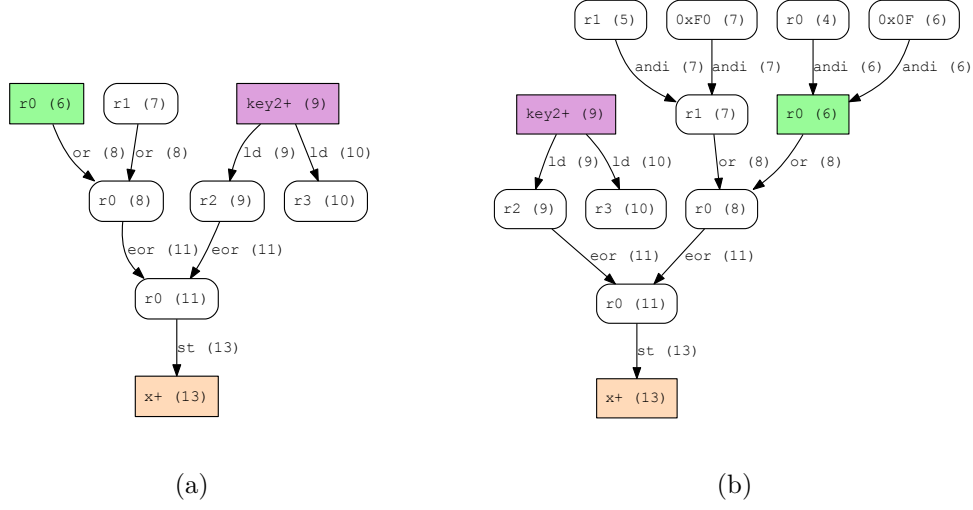 r1 (5) 0xF0 (7) r0 (4) 0x0F (6)
andi (7) andi (7) andi (6) andi (6)
r0 (6) r1 (7) key2+ (9)
key2+ (9) r1 (7) r0 (6)
or (8) or (8) ld (9) ld (10)
ld (9) ld (10) or (8) or (8)
r0 (8) r2 (9) r3 (10)
r2 (9) r3 (10) r0 (8)
eor (11) eor (11)
eor (11) eor (11)
r0 (11)
r0 (11)
st (13)
st (13)
x+ (13)
x+ (13)
(a)
(b)